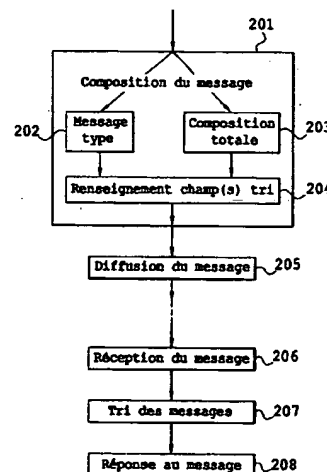 201
Composition du message
202
Message
type
Composition
totale
203
Renseignement champ(s) tri
204
Diffusion du message
205
Réception du message
206
Tri des messages
207
Réponse au message
208